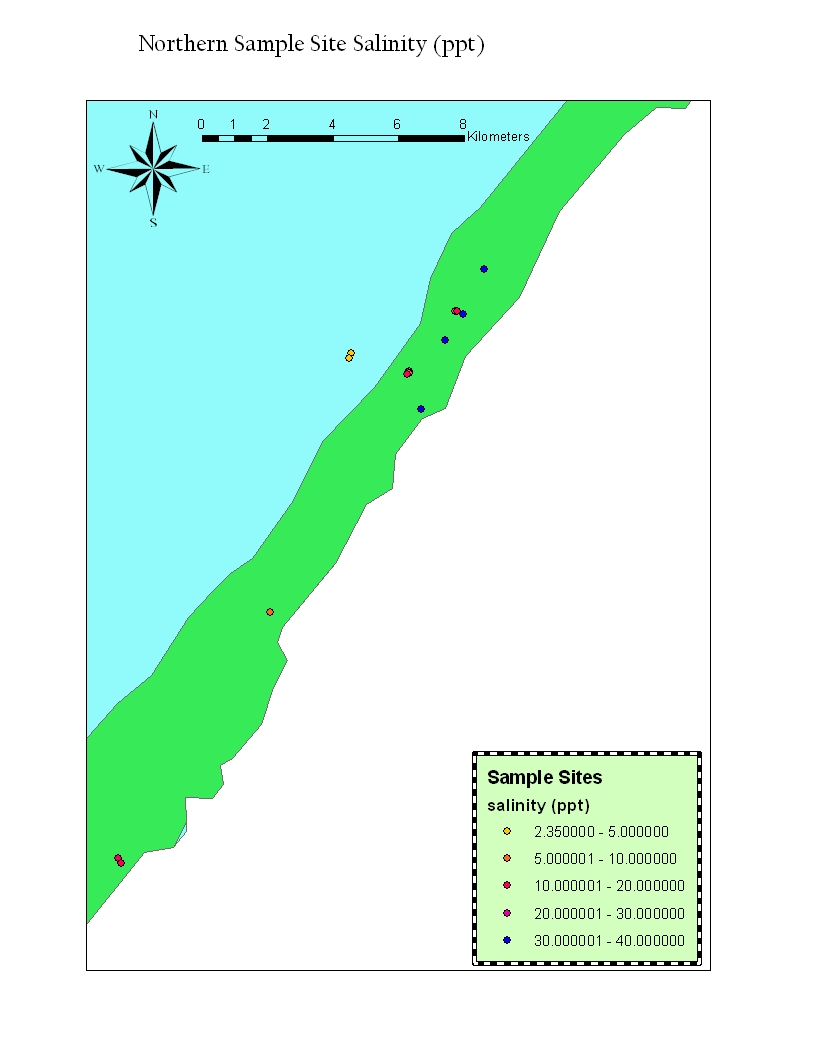 Northern Sample Site Salinity (ppt)
N
W E
S
0 1 2 4 6 8
Kilometers
Sample Sites
salinity (ppt)
2.350000 - 5.000000
5.000001 - 10.000000
10.000001 - 20.000000
20.000001 - 30.000000
30.000001 - 40.000000